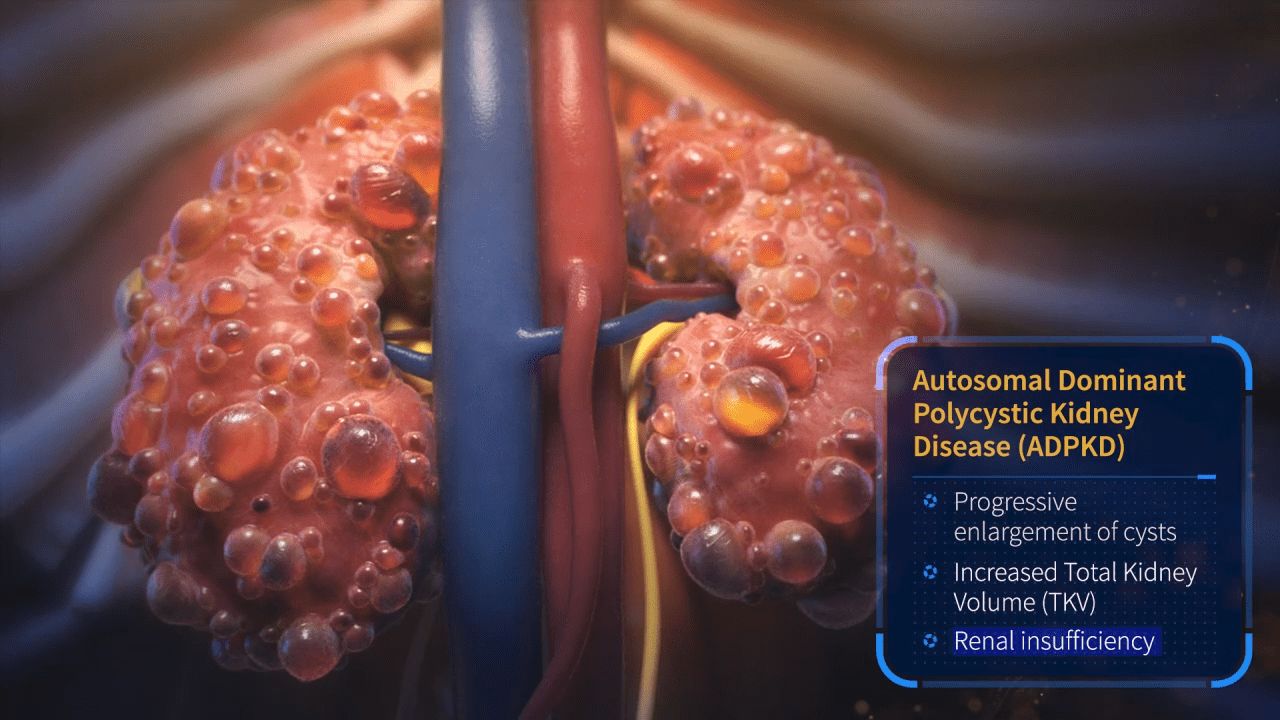 Autosomal Dominant
Polycystic Kidney
Disease (ADPKD)
Progressive
enlargement of cysts
Increased Total Kidney
Volume (TKV)
Renal insufficiency